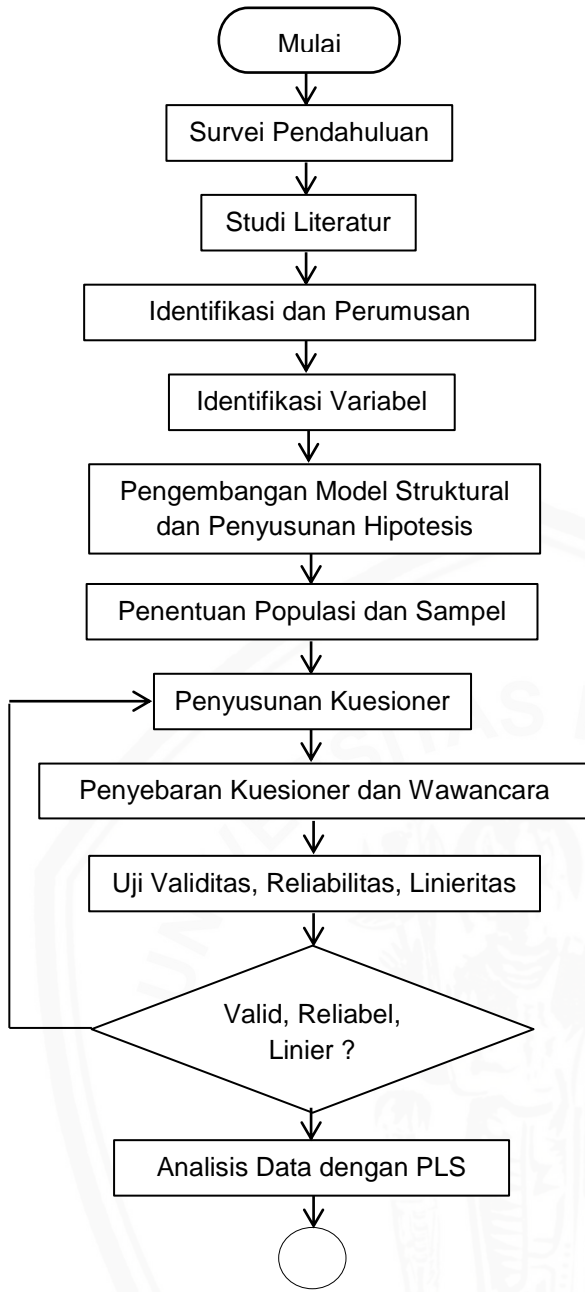 Mulai
Survei Pendahuluan
Studi Literatur
Identifikasi dan Perumusan
Identifikasi Variabel
Pengembangan Model Struktural
dan Penyusunan Hipotesis
Penentuan Populasi dan Sampel
Penyusunan Kuesioner
Penyebaran Kuesioner dan Wawancara
Uji Validitas, Reliabilitas, Linieritas
Valid, Reliabel,
Linier ?
Analisis Data dengan PLS